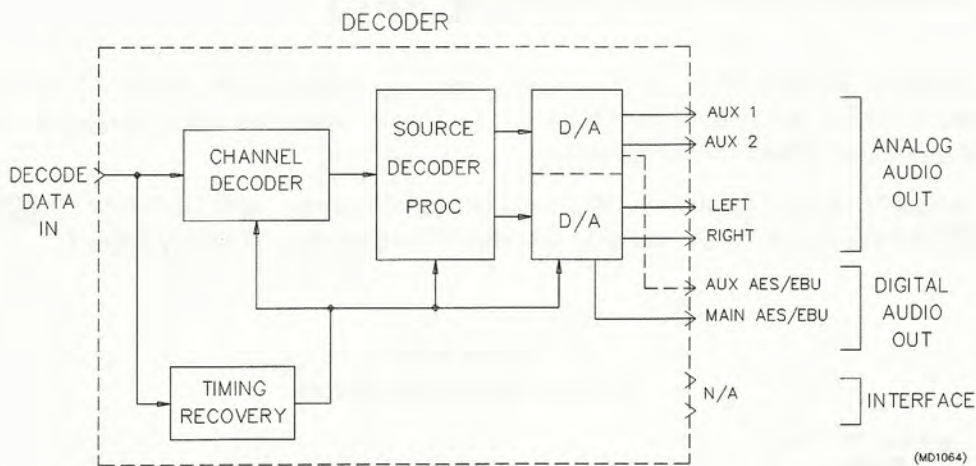 DECODER
DECODE
DATA
IN
CHANNEL
DECODER
SOURCE
DECODER
PROC
D/A
D/A
TIMING
RECOVERY
AUX 1
AUX 2
LEFT
RIGHT
AUX AES/EBU
MAIN AES/EBU
N/A
ANALOG
AUDIO
OUT
DIGITAL
AUDIO
OUT
INTERFACE
(MD1064)